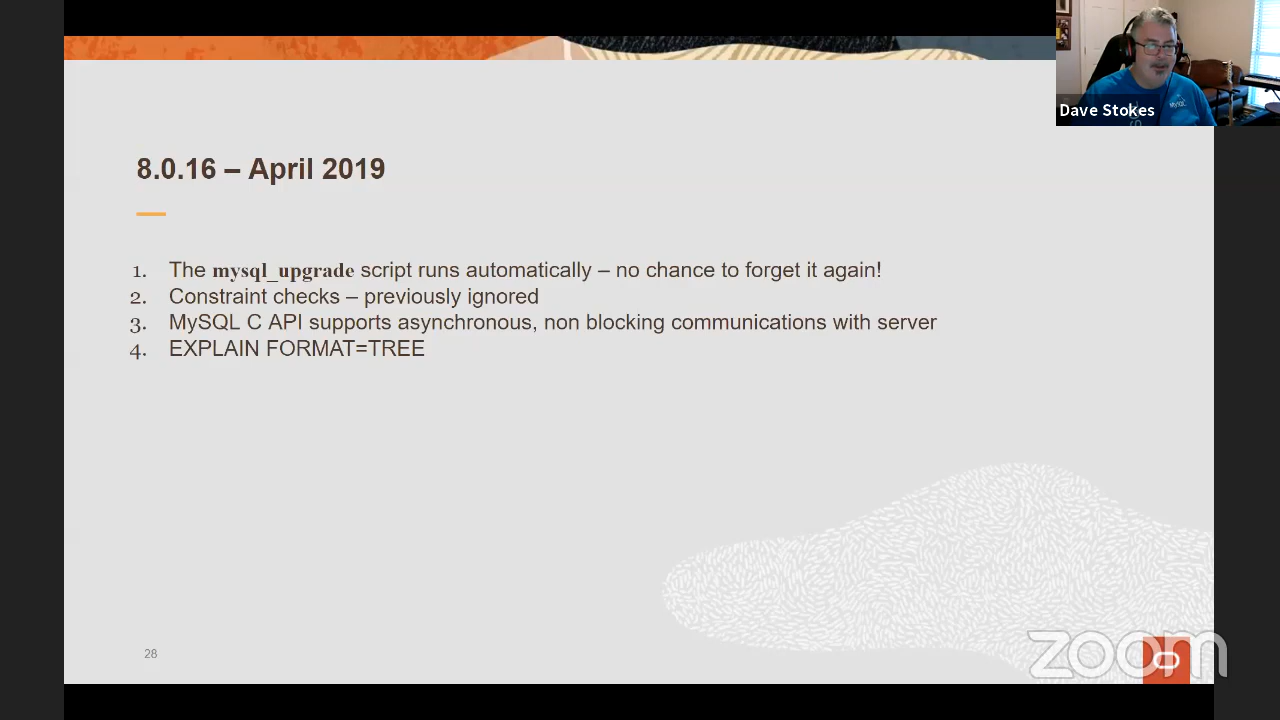 Dave Stokes
8.0.16 – April 2019
1. The mysql_upgrade script runs automatically – no chance to forget it again!
2. Constraint checks – previously ignored
3. MySQL C API supports asynchronous, non blocking communications with server
4. EXPLAIN FORMAT=TREE
28
zoom
MySQL